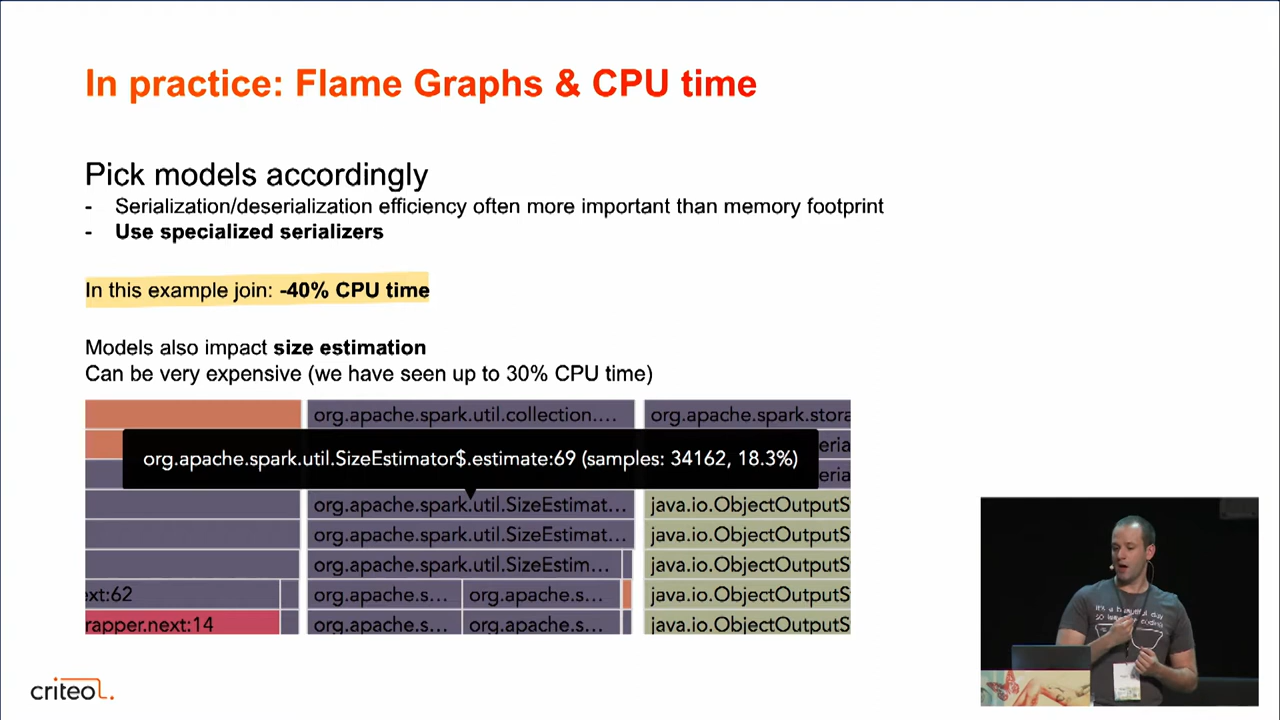 In practice: Flame Graphs & CPU time
Pick models accordingly
- Serialization/deserialization efficiency often more important than memory footprint
- Use specialized serializers
In this example join: -40% CPU time
Models also impact size estimation
Can be very expensive (we have seen up to 30% CPU time)
org.apache.spark.util.collection....
org.apache.spark.stora
eria
org.apache.spark.util.SizeEstimator$.estimate:69 (samples: 34162, 18.3%)
eria
org.apache.spark.util.SizeEstimat...
java.io.ObjectOutputS
org.apache.spark.util.SizeEstimat...
java.io.ObjectOutputS
org.apache.spark.util.SizeEstim...
java.io.ObjectOutputS
ext:62
org.apache.s...
org.apache.s...
java.io.ObjectOutputS
rapper.next:14
org.apache.S...
org.apache.s...
java.io.ObjectOutputS
criteo
it's a beautiful day